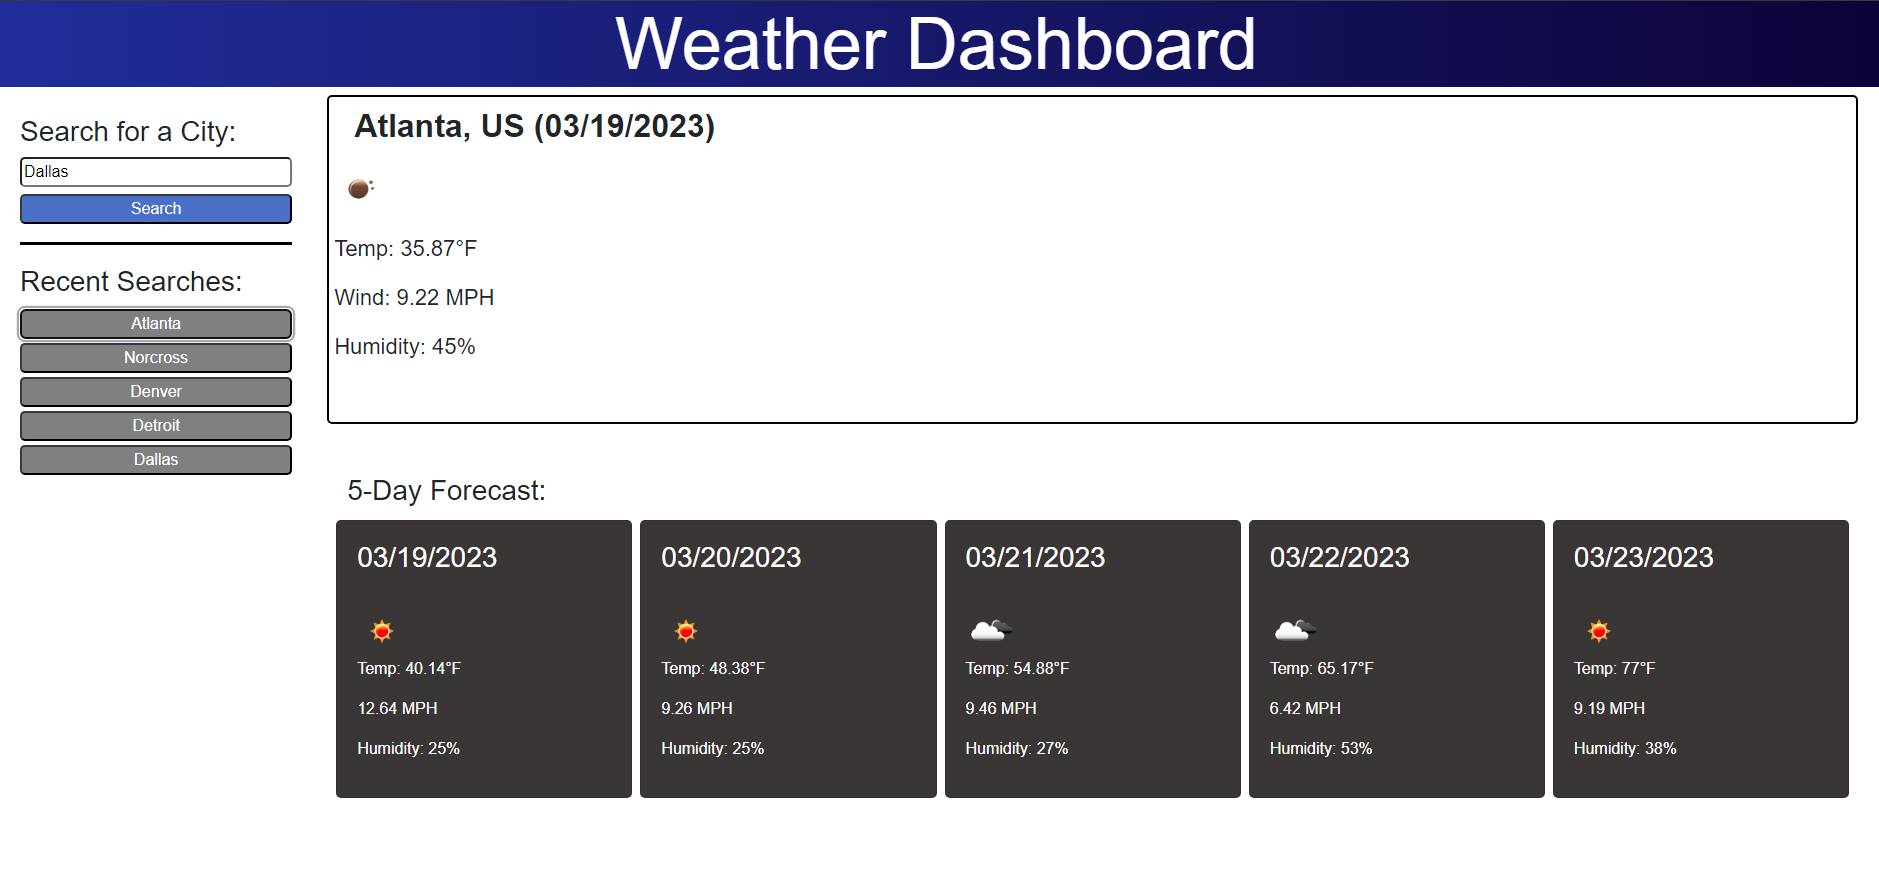 Weather Dashboard
Search for a City:
Dallas
Search
Recent Searches:
Atlanta
Norcross
Denver
Detroit
Dallas
Atlanta, US (03/19/2023)
Temp: 35.87°F
Wind: 9.22 MPH
Humidity: 45%
5-Day Forecast:
03/19/2023
Temp: 40.14°F
12.64 MPH
Humidity: 25%
03/20/2023
Temp: 48.38°F
9.26 MPH
Humidity: 25%
03/21/2023
Temp: 54.88°F
9.46 MPH
Humidity: 27%
03/22/2023
Temp: 65.17°F
6.42 MPH
Humidity: 53%
03/23/2023
Temp: 77°F
9.19 MPH
Humidity: 38%